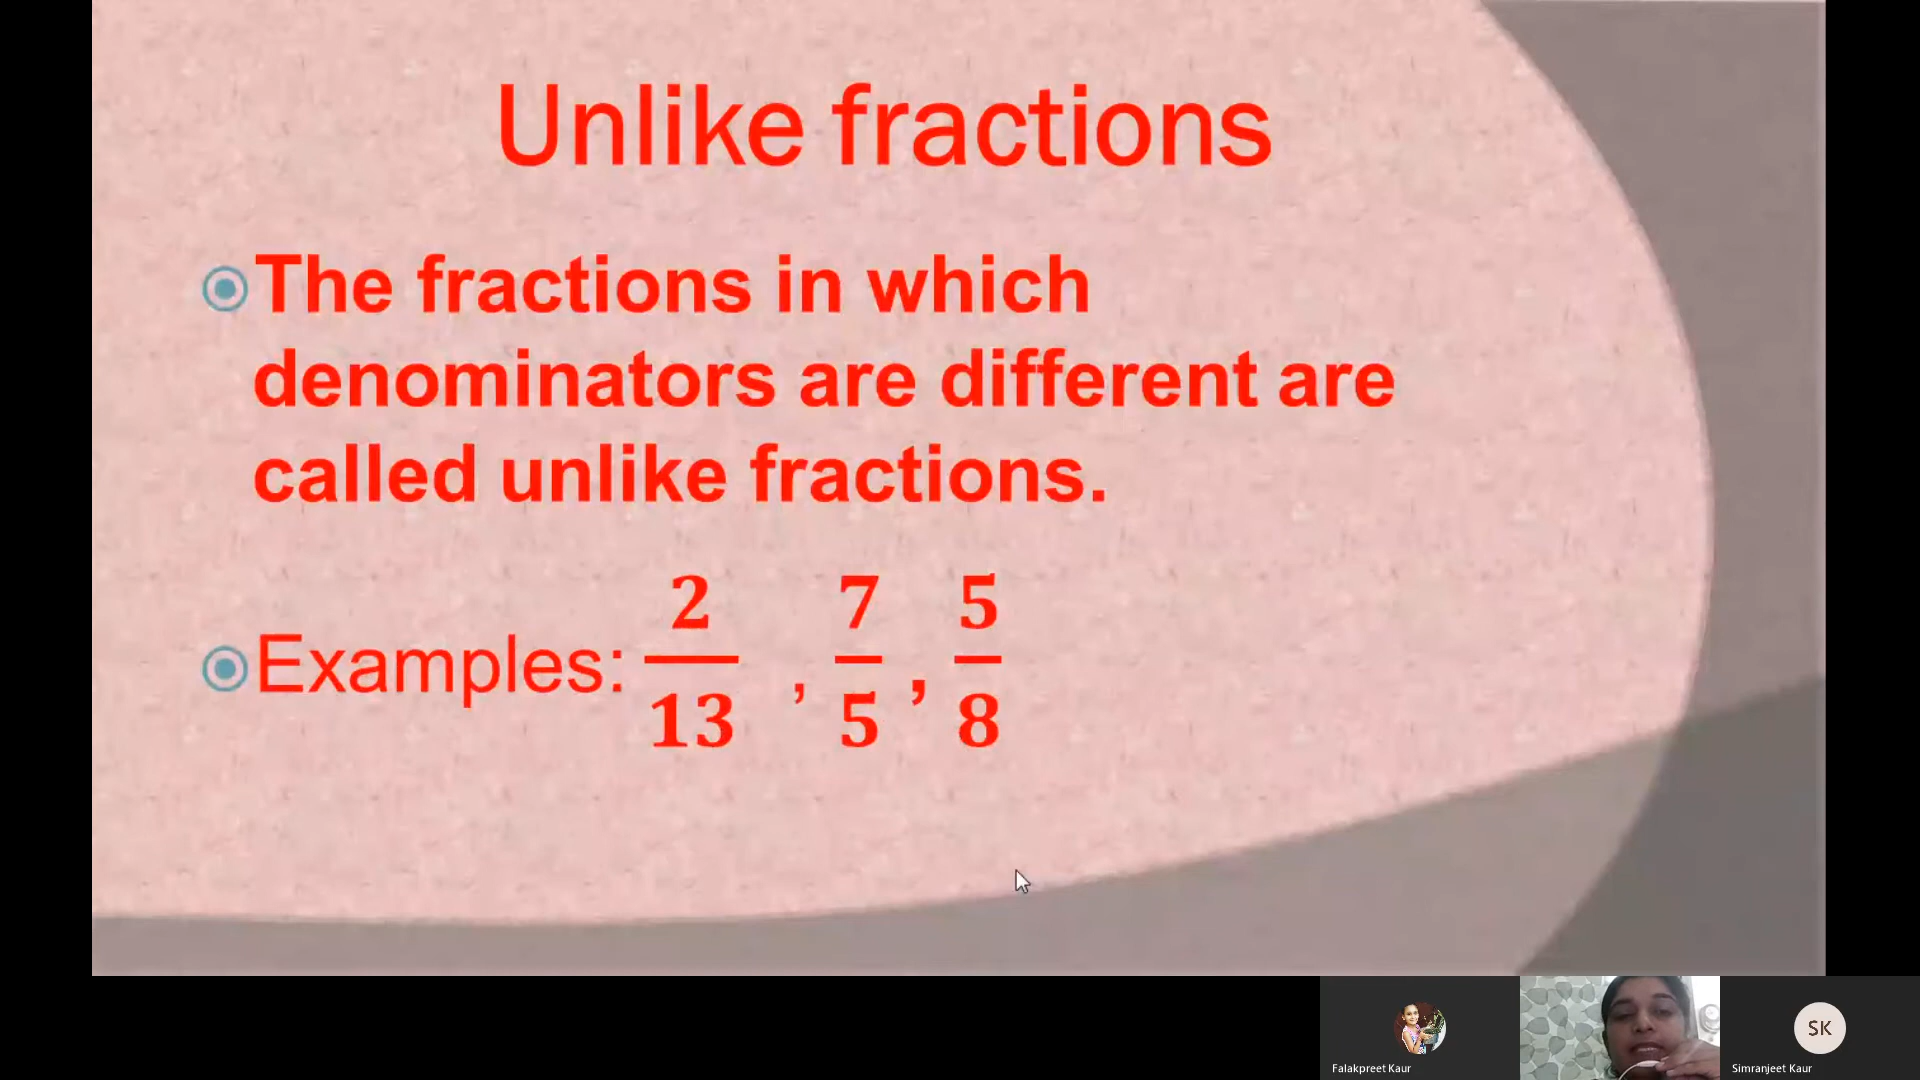 Unlike fractions
The fractions in which
denominators are different are
called unlike fractions.
Examples: 2/13 , 7/5 , 5/8
Falakpreet Kaur
SK
Simranjeet Kaur